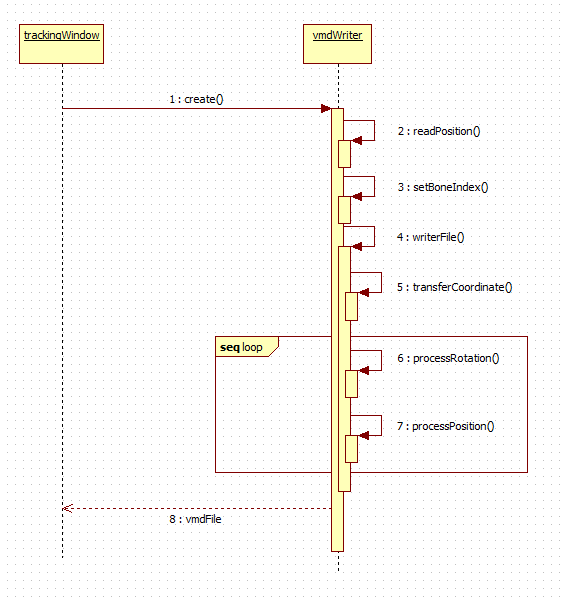 trackingWindow
vmdWriter
1 : create()
2 : readPosition()
3 : setBoneIndex()
4 : writerFile()
5 : transferCoordinate()
seq loop
6 : processRotation()
7 : processPosition()
8 : vmdFile